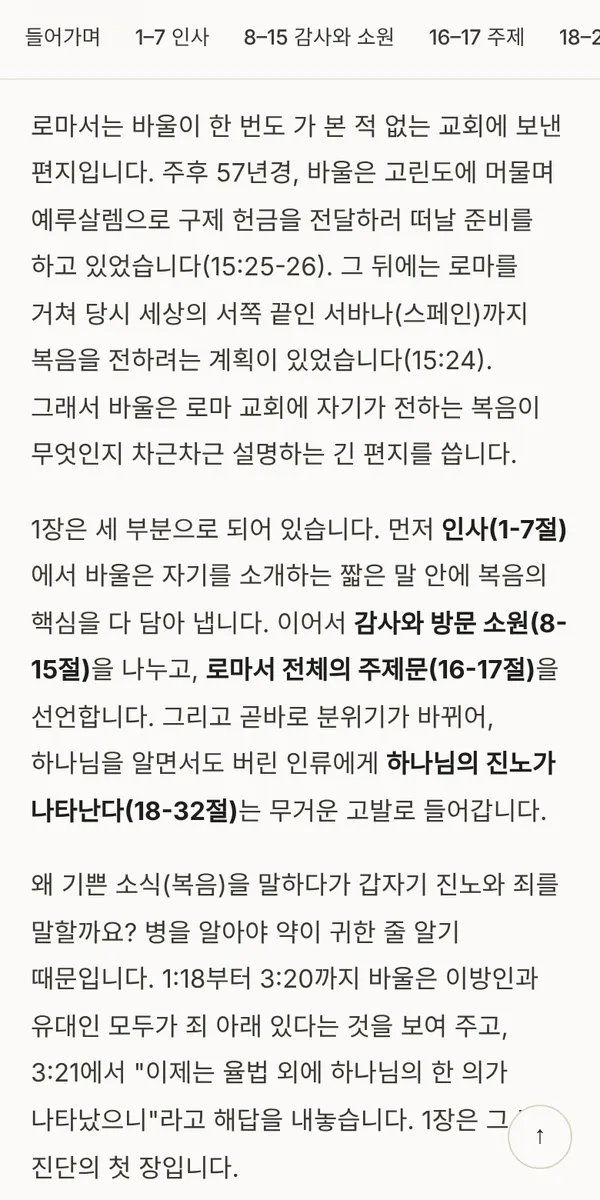 들어가며 1–7 인사 8–15 감사와 소원 16–17 주제 18–2
로마서는 바울이 한 번도 가 본 적 없는 교회에 보낸
편지입니다. 주후 57년경, 바울은 고린도에 머물며
예루살렘으로 구제 헌금을 전달하러 떠날 준비를
하고 있었습니다(15:25-26). 그 뒤에는 로마를
거쳐 당시 세상의 서쪽 끝인 서바나(스페인)까지
복음을 전하려는 계획이 있었습니다(15:24).
그래서 바울은 로마 교회에 자기가 전하는 복음이
무엇인지 차근차근 설명하는 긴 편지를 씁니다.
1장은 세 부분으로 되어 있습니다. 먼저 인사(1-7절)
에서 바울은 자기를 소개하는 짧은 말 안에 복음의
핵심을 다 담아 냅니다. 이어서 감사와 방문 소원(8-
15절)을 나누고, 로마서 전체의 주제문(16-17절)을
선언합니다. 그리고 곧바로 분위기가 바뀌어,
하나님을 알면서도 버린 인류에게 하나님의 진노가
나타난다(18-32절)는 무거운 고발로 들어갑니다.
왜 기쁜 소식(복음)을 말하다가 갑자기 진노와 죄를
말할까요? 병을 알아야 약이 귀한 줄 알기
때문입니다. 1:18부터 3:20까지 바울은 이방인과
유대인 모두가 죄 아래 있다는 것을 보여 주고,
3:21에서 "이제는 율법 외에 하나님의 한 의가
나타났으니"라고 해답을 내놓습니다. 1장은 그
진단의 첫 장입니다.
↑